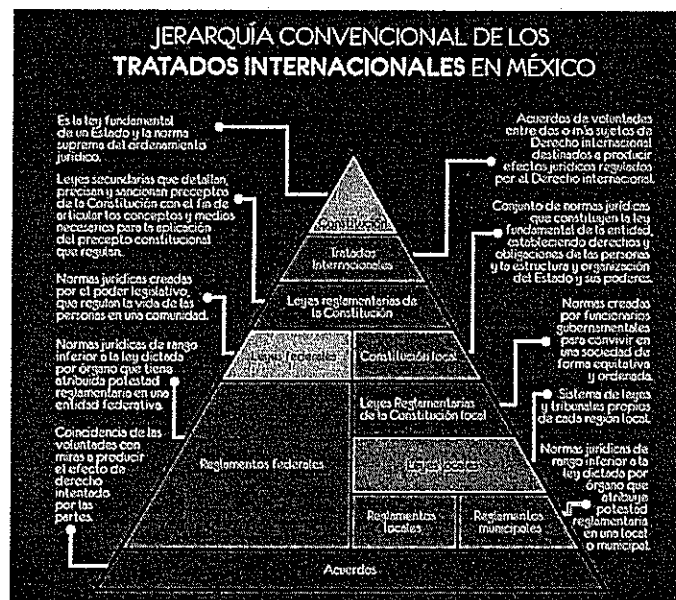 JERARQUÍA CONVENCIONAL DE LOS
TRATADOS INTERNACIONALES EN MÉXICO
Es la ley fundamental
de un Estado y la norma
suprema del ordenamiento
jurídico.
Leyes secundarias que detallan,
precisan y sancionan preceptos
de la Constitución con el fin de
articular los conceptos y medios
necesarios para la aplicación
del precepto constitucional
que regulan.
Normas jurídicas creadas
por el poder legislativo,
que regulan la vida de las
personas en una comunidad.
Normas jurídicas de rango
inferior a la ley dictada
por órgano que tiene
atribuida potestad
reglamentaria en una
entidad federativa.
Coincidencia de las
voluntades con
miras a producir
el efecto de
derecho
intentado
por las
partes.
Constitución
Tratados
Internacionales
Leyes reglamentarias de
la Constitución
Leyes federales
Constitución local
Leyes Reglamentarias
de la Constitución local
Reglamentos federales
Leyes locales
Reglamentos
locales
Reglamentos
municipales
Acuerdos
Acuerdos de voluntades
entre dos o más sujetos de
Derecho internacional
destinados a producir
efectos jurídicos regulados
por el Derecho internacional.
Conjunto de normas jurídicas
que constituyen la ley
fundamental de la entidad,
estableciendo derechos y
obligaciones de las personas
y la estructura y organización
del Estado y sus poderes.
Normas creadas
por funcionarios
gubernamentales
para convivir en
una sociedad de
forma equitativa
y ordenada.
Sistema de leyes
y tribunales propios
de cada región local.
Normas jurídicas de
rango inferior a la
ley dictada por
órgano que
atribuye
potestad
reglamentaria
en una local
o municipal.